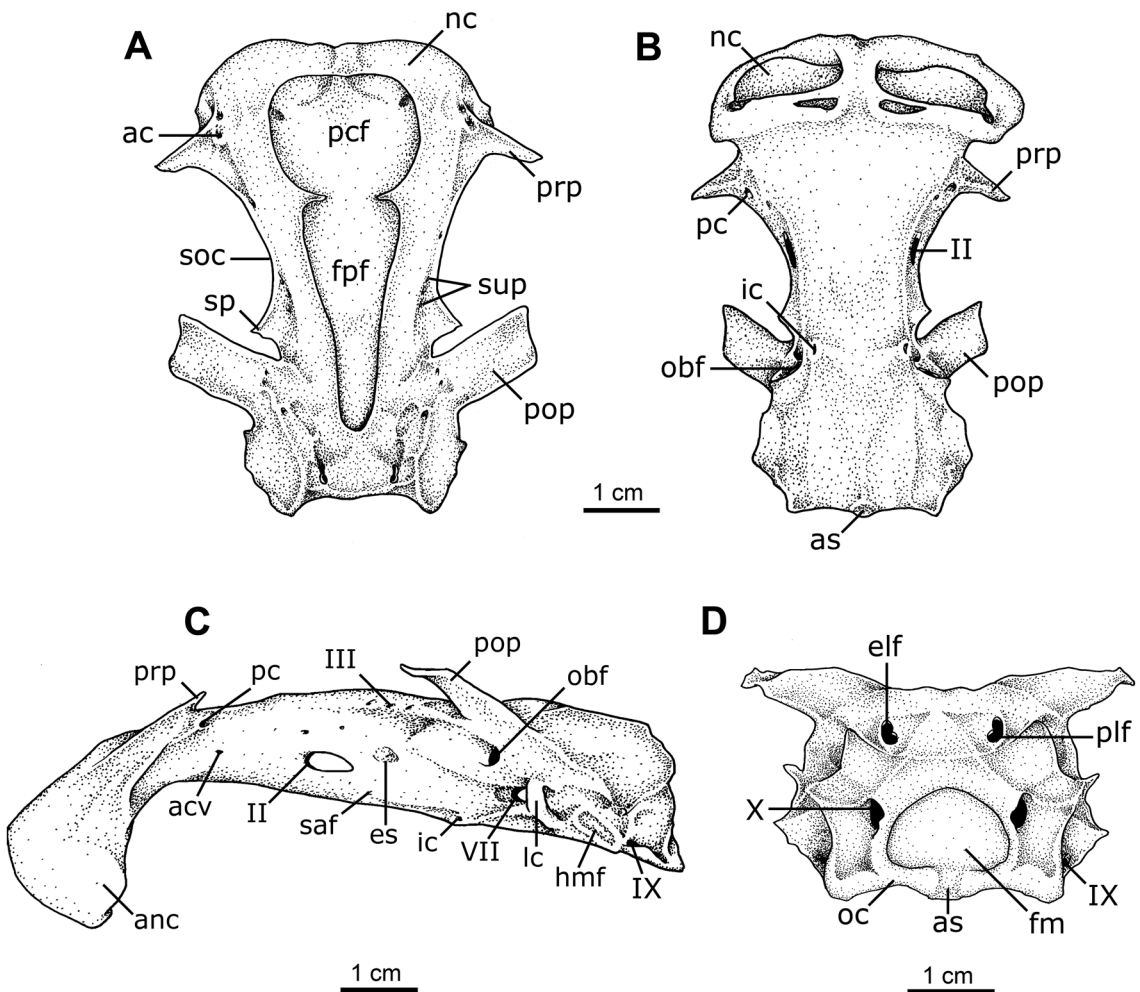 A
nc
ac
pcf
prp
soc
fpf
sp
sup
pop
1 cm
B
nc
prp
pc
II
ic
obf
pop
as
C
prp
pc
III
pop
obf
acv
II
saf
es
ic
VII
lc
hmf
IX
anc
1 cm
D
elf
plf
X
IX
oc
as
fm
1 cm